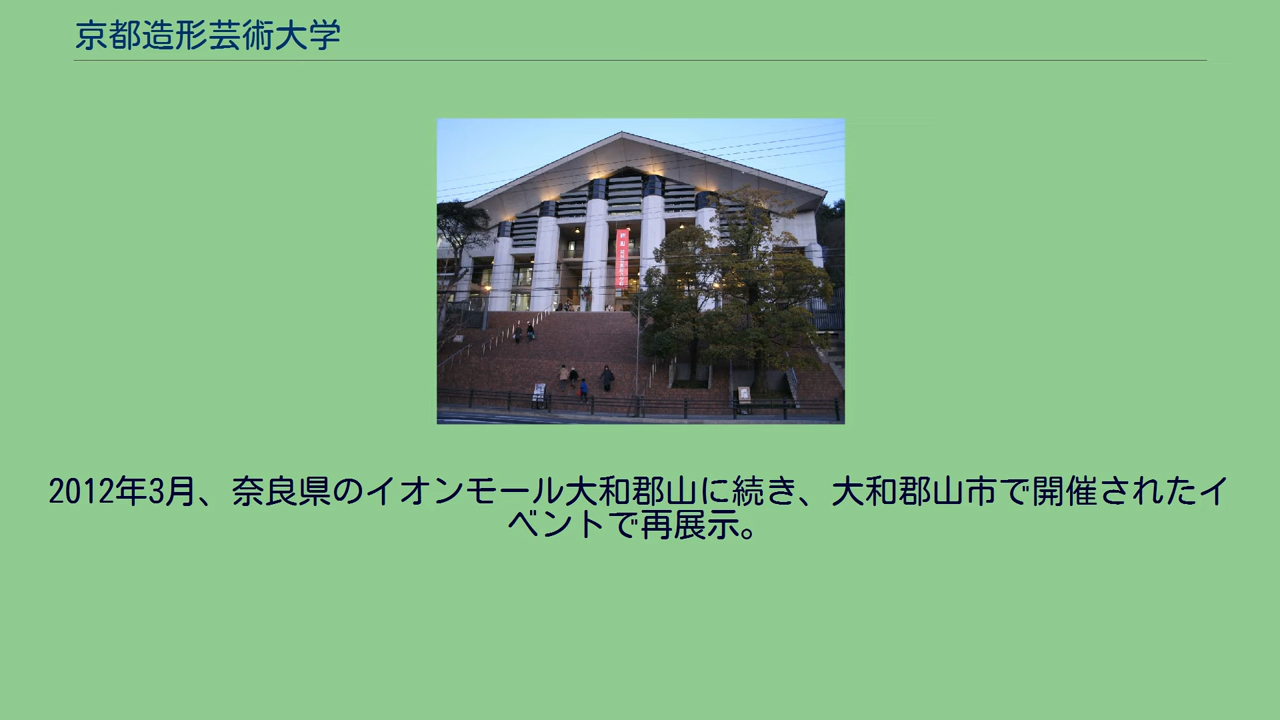 京都造形芸術大学
2012年3月、奈良県のイオンモール大和郡山に続き、大和郡山市で開催されたイ
ベントで再展示。